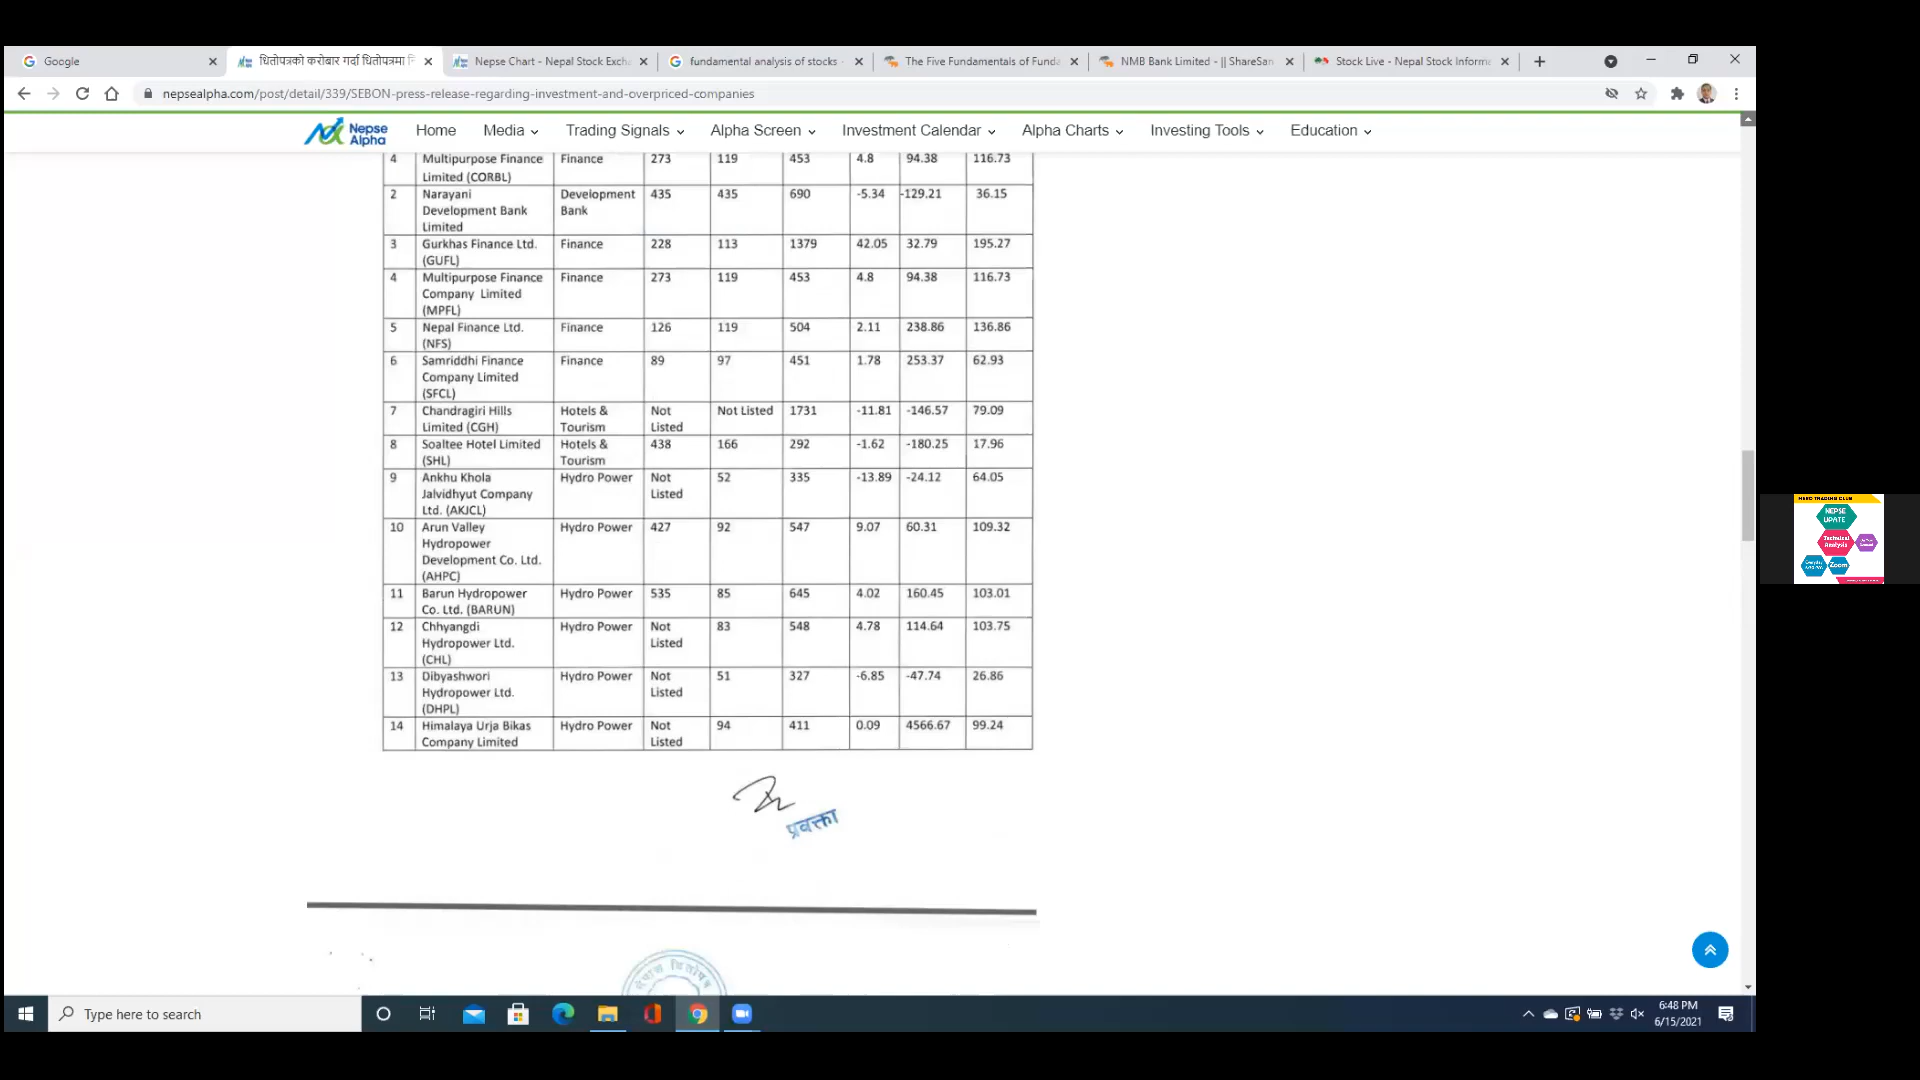 Google
धितोपत्रको करोबार गर्दा धितोपत्रमा नि
Nepse Chart - Nepal Stock Exch
fundamental analysis of stocks -
The Five Fundamentals of Funda
NMB Bank Limited - || ShareSan
Stock Live - Nepal Stock Inform
nepsealpha.com/post/detail/339/SEBON-press-release-regarding-investment-and-overpriced-companies
Nepse Alpha
Home Media Trading Signals Alpha Screen Investment Calendar Alpha Charts Investing Tools Education
4 Multipurpose Finance Finance 273 119 453 4.8 94.38 116.73
Limited (CORBL)
2 Narayani Development 435 435 690 -5.34 -129.21 36.15
Development Bank Bank
Limited
3 Gurkhas Finance Ltd. Finance 228 113 1379 42.05 32.79 195.27
(GUFL)
4 Multipurpose Finance Finance 273 119 453 4.8 94.38 116.73
Company Limited
(MPFL)
5 Nepal Finance Ltd. Finance 126 119 504 2.11 238.86 136.86
(NFS)
6 Samriddhi Finance Finance 89 97 451 1.78 253.37 62.93
Company Limited
(SFCL)
7 Chandragiri Hills Hotels & Not Not Listed 1731 -11.81 -146.57 79.09
Limited (CGH) Tourism Listed
8 Soaltee Hotel Limited Hotels & 438 166 292 -1.62 -180.25 17.96
(SHL) Tourism
9 Ankhu Khola Hydro Power Not 52 335 -13.89 -24.12 64.05
Jalvidhyut Company Listed
Ltd. (AKJCL)
10 Arun Valley Hydro Power 427 92 547 9.07 60.31 109.32
Hydropower
Development Co. Ltd.
(AHPC)
11 Barun Hydropower Hydro Power 535 85 645 4.02 160.45 103.01
Co. Ltd. (BARUN)
12 Chhyangdi Hydro Power Not 83 548 4.78 114.64 103.75
Hydropower Ltd. Listed
(CHL)
13 Dibyashwori Hydro Power Not 51 327 -6.85 -47.74 26.86
Hydropower Ltd. Listed
(DHPL)
14 Himalaya Urja Bikas Hydro Power Not 94 411 0.09 4566.67 99.24
Company Limited Listed
प्रवक्ता
NEPSE
UPATE
Technical
Analysis
Zoom
Type here to search
6:48 PM
6/15/2021